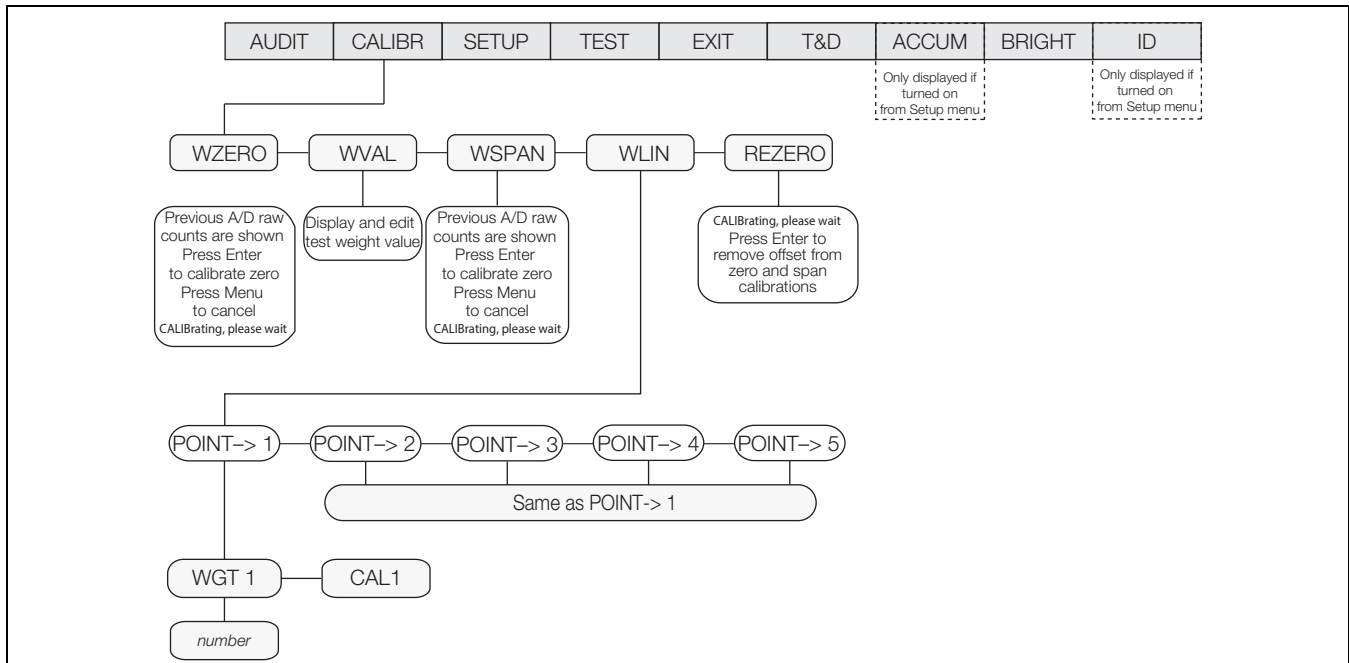 AUDIT CALIBR SETUP TEST EXIT T&D ACCUM BRIGHT ID
Only displayed if
turned on
from Setup menu
Only displayed if
turned on
from Setup menu
WZERO WVAL WSPAN WLIN REZERO
Previous A/D raw
counts are shown
Press Enter
to calibrate zero
Press Menu
to cancel
CALIBrating, please wait
Display and edit
test weight value
Previous A/D raw
counts are shown
Press Enter
to calibrate zero
Press Menu
to cancel
CALIBrating, please wait
CALIBrating, please wait
Press Enter to
remove offset from
zero and span
calibrations
POINT–> 1 POINT–> 2 POINT–> 3 POINT–> 4 POINT–> 5
Same as POINT-> 1
WGT 1 CAL1
number